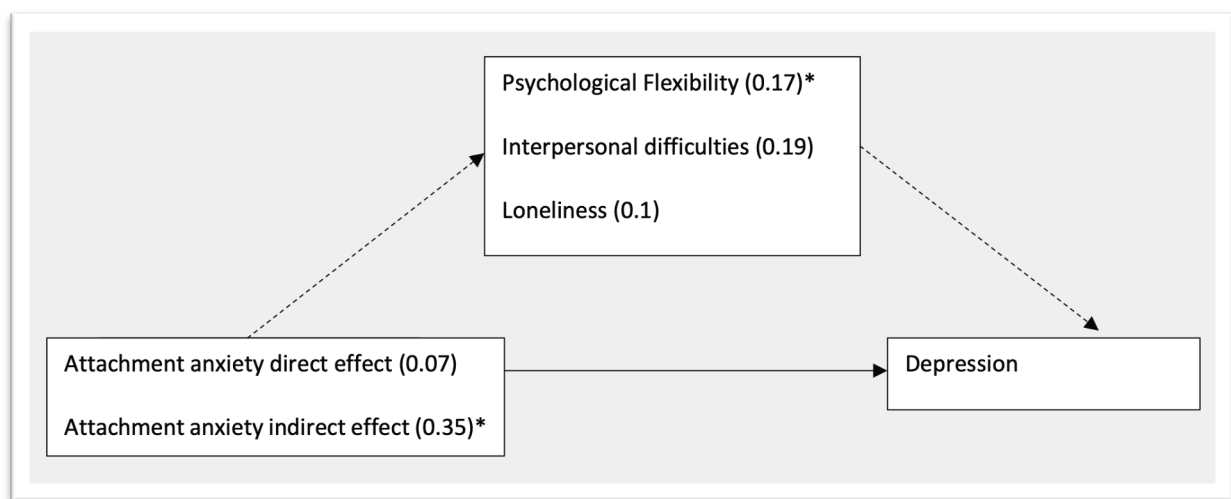 Psychological Flexibility (0.17)*
Interpersonal difficulties (0.19)
Loneliness (0.1)
Attachment anxiety direct effect (0.07)
Attachment anxiety indirect effect (0.35)*
Depression